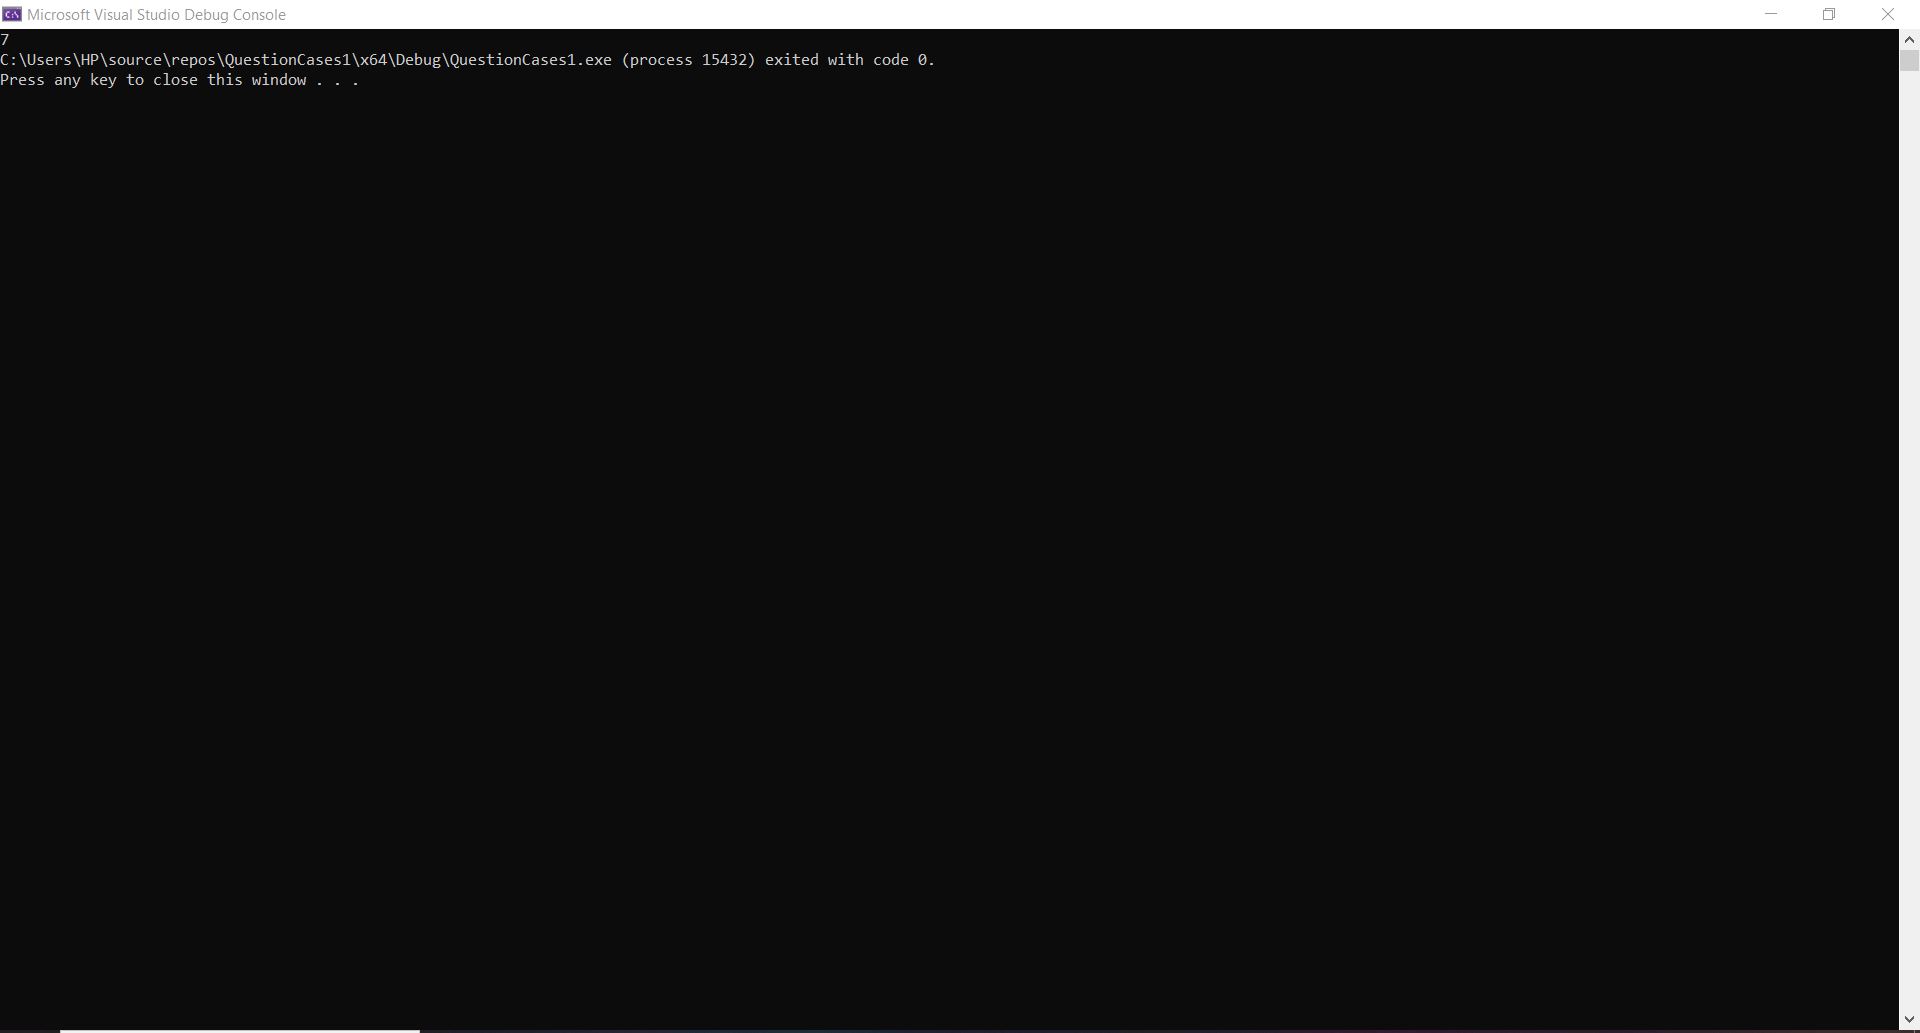 Microsoft Visual Studio Debug Console
7
C:\Users\HP\source\repos\QuestionCases1\x64\Debug\QuestionCases1.exe (process 15432) exited with code 0.
Press any key to close this window . . .